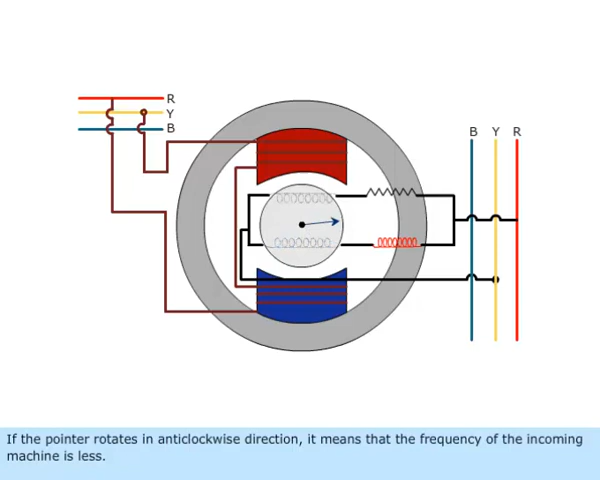 R
Y
B
B Y R
If the pointer rotates in anticlockwise direction, it means that the frequency of the incoming
machine is less.